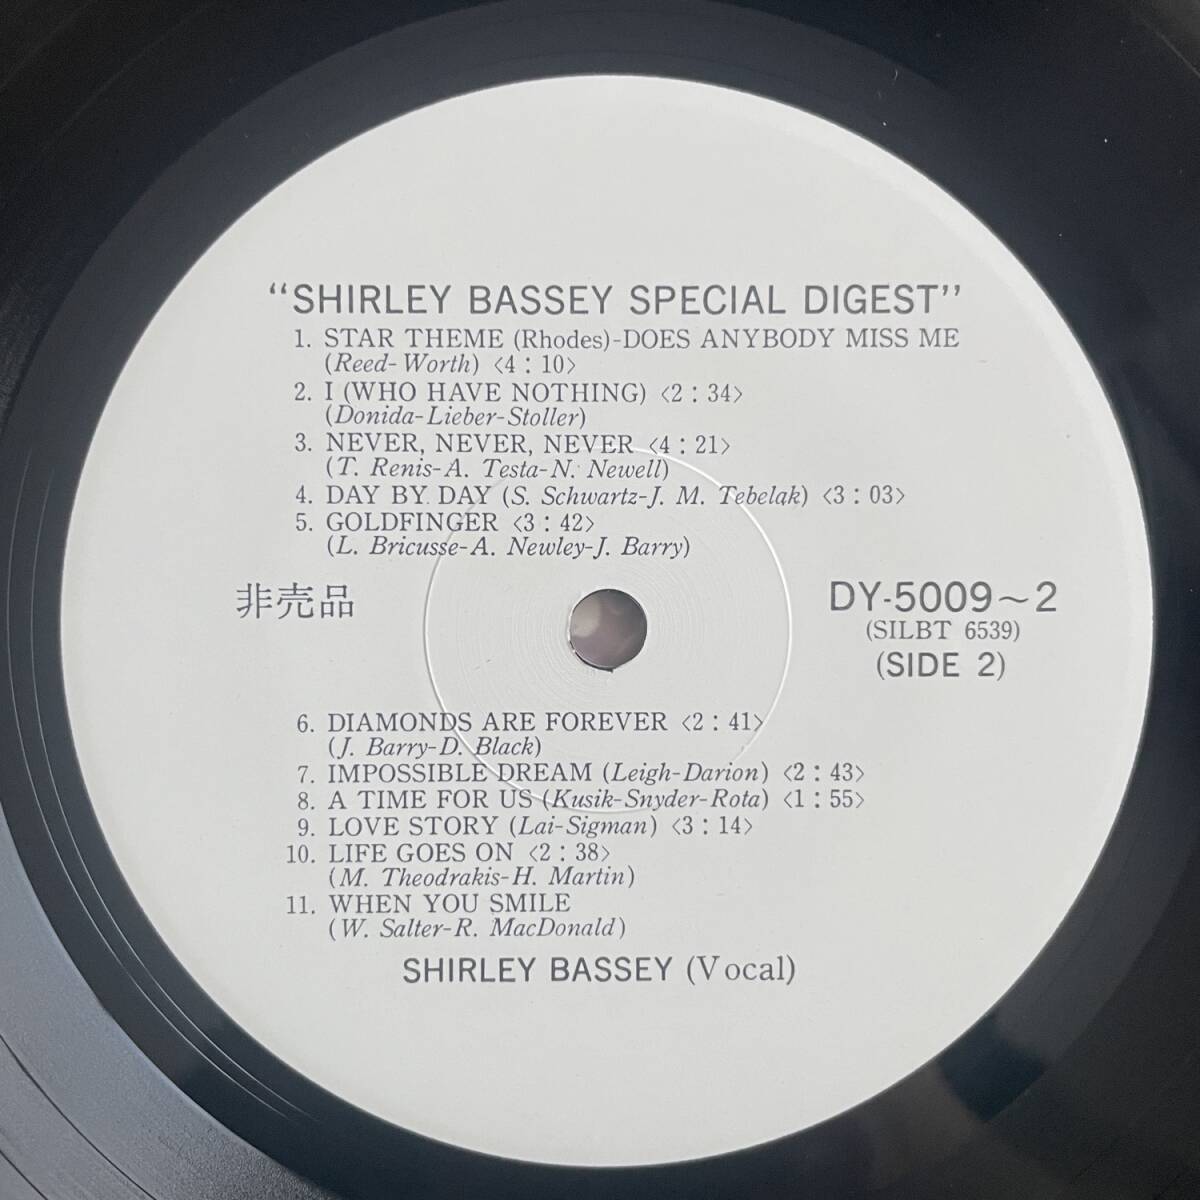 “SHIRLEY BASSEY SPECIAL DIGEST”
1. STAR THEME (Rhodes)-DOES ANYBODY MISS ME
(Reed-Worth) <4 : 10>
2. I (WHO HAVE NOTHING) <2 : 34>
(Donida-Lieber-Stoller)
3. NEVER, NEVER, NEVER <4 : 21>
(T. Renis-A. Testa-N. Newell)
4. DAY BY DAY (S. Schwartz-J. M. Tebelak) <3 : 03>
5. GOLDFINGER <3 : 42>
(L. Bricusse-A. Newley-J. Barry)
非売品
DY-5009~2
(SILBT 6539)
(SIDE 2)
6. DIAMONDS ARE FOREVER <2 : 41>
(J. Barry-D. Black)
7. IMPOSSIBLE DREAM (Leigh-Darion) <2 : 43>
8. A TIME FOR US (Kusik-Snyder-Rota) <1 : 55>
9. LOVE STORY (Lai-Sigman) <3 : 14>
10. LIFE GOES ON <2 : 38>
(M. Theodrakis-H. Martin)
11. WHEN YOU SMILE
(W. Salter-R. MacDonald)
SHIRLEY BASSEY (Vocal)